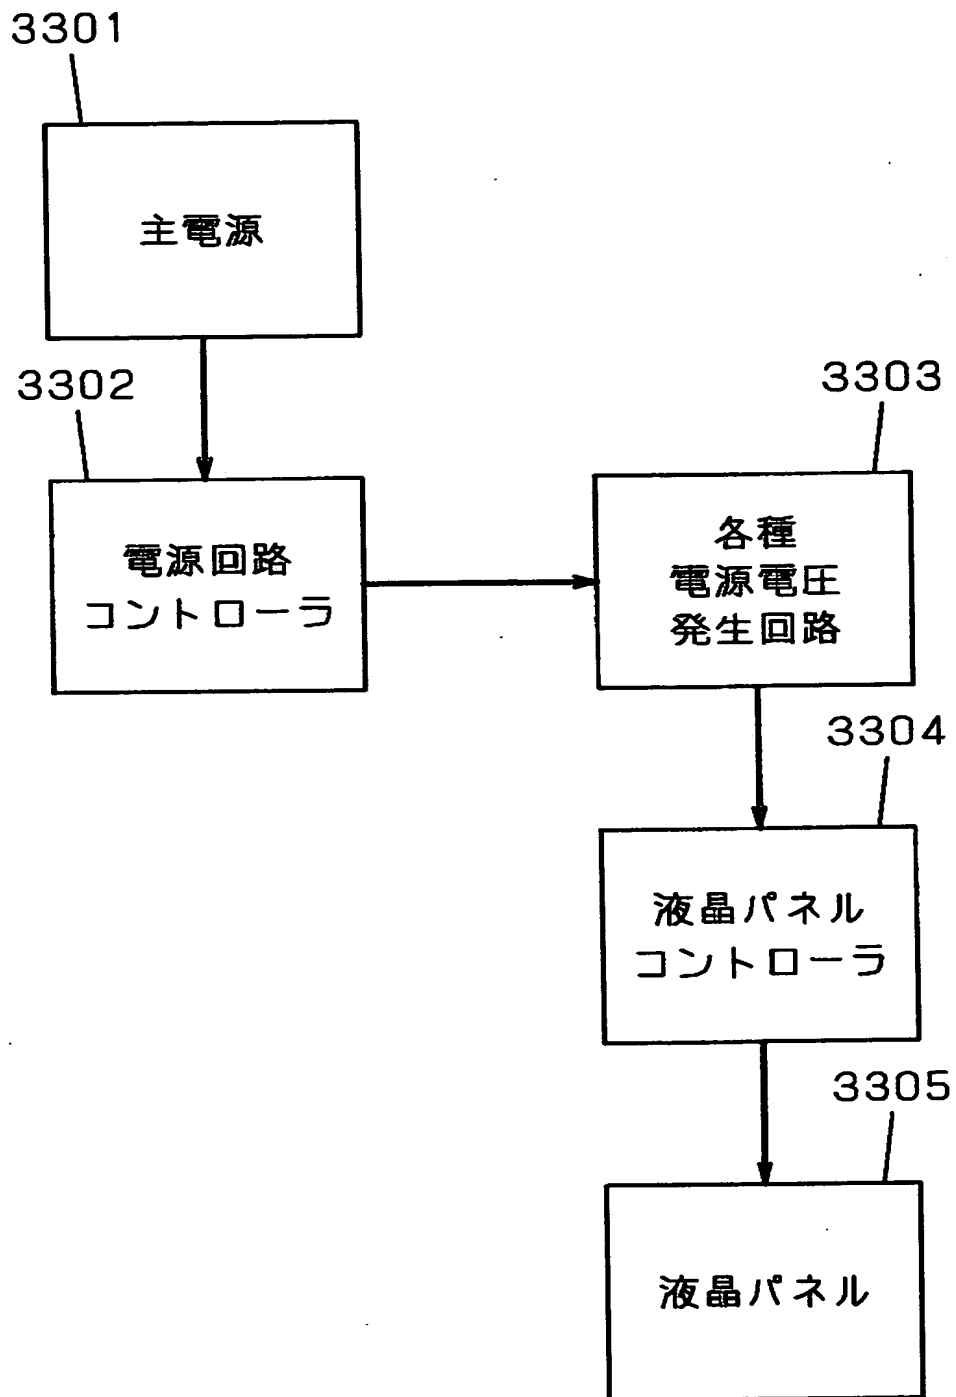 3301
主電源
3302
電源回路
コントローラ
3303
各種
電源電圧
発生回路
3304
液晶パネル
コントローラ
3305
液晶パネル